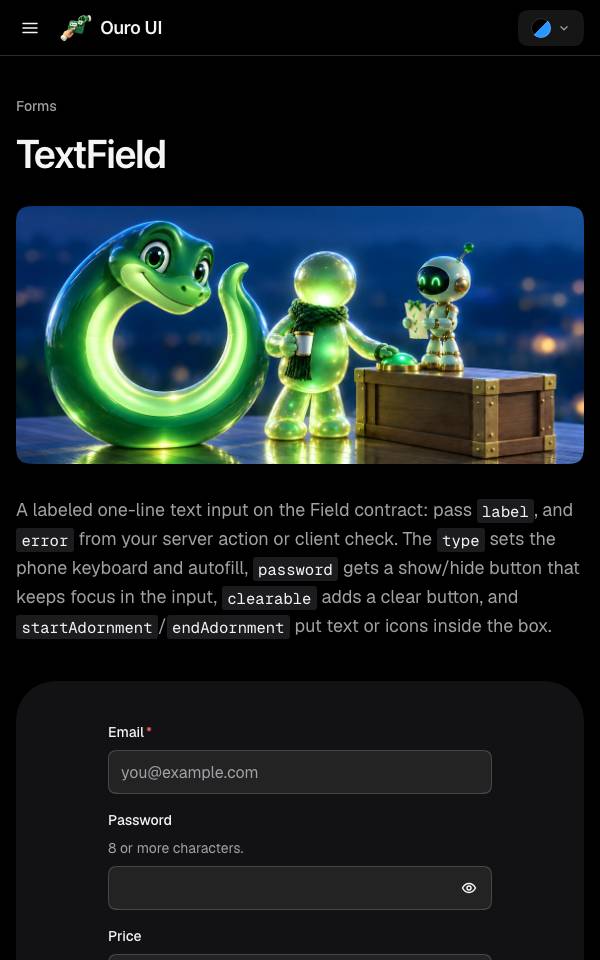 Ouro UI
Forms
TextField
A labeled one-line text input on the Field contract: pass label, and
error from your server action or client check. The type sets the
phone keyboard and autofill, password gets a show/hide button that
keeps focus in the input, clearable adds a clear button, and
startAdornment/endAdornment put text or icons inside the box.
Email*
you@example.com
Password
8 or more characters.
Price